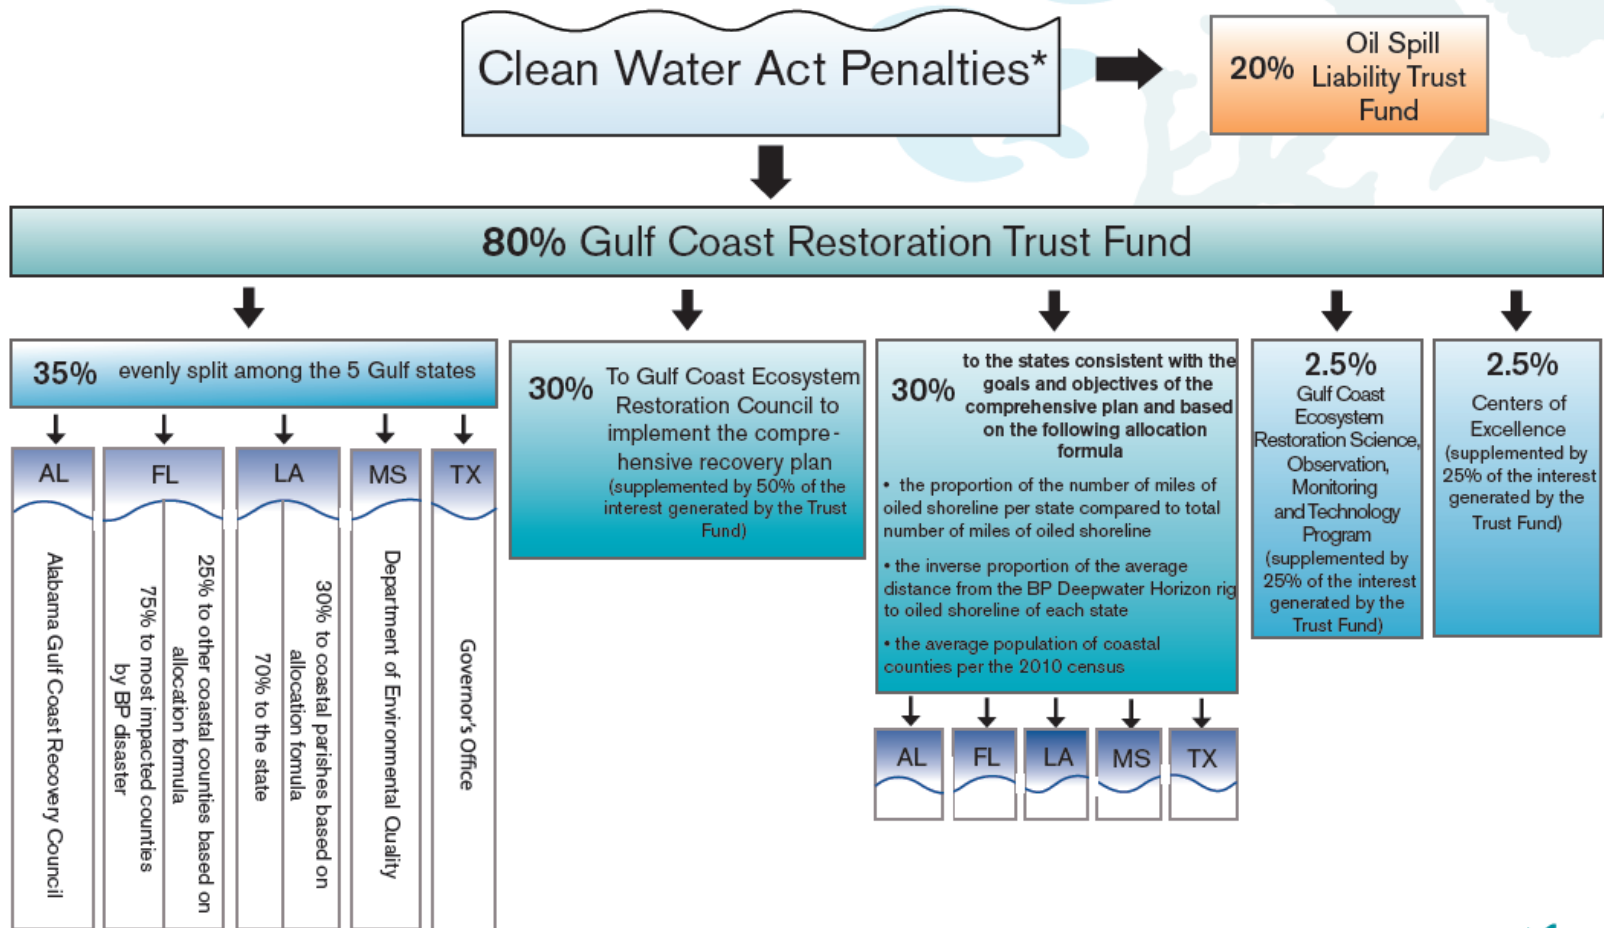 Clean Water Act Penalties*
20%
Oil Spill
Liability Trust
Fund
80% Gulf Coast Restoration Trust Fund
35% evenly split among the 5 Gulf states
AL
Alabama Gulf Coast Recovery Council
FL
75% to most impacted counties
by BP disaster
25% to other coastal counties based on
allocation formula
LA
70% to the state
30% to coastal parishes based on
allocation fomula
MS
Department of Environmental Quality
TX
Governor's Office
30%
To Gulf Coast Ecosystem
Restoration Council to
implement the compre-
hensive recovery plan
(supplemented by 50% of the
interest generated by the Trust
Fund)
30%
to the states consistent with the
goals and objectives of the
comprehensive plan and based
on the following allocation
formula
• the proportion of the number of miles of
oiled shoreline per state compared to total
number of miles of oiled shoreline
• the inverse proportion of the average
distance from the BP Deepwater Horizon rig
to oiled shoreline of each state
• the average population of coastal
counties per the 2010 census
AL
FL
LA
MS
TX
2.5%
Gulf Coast
Ecosystem
Restoration Science,
Observation,
Monitoring
and Technology
Program
(supplemented by
25% of the interest
generated by the
Trust Fund)
2.5%
Centers of
Excellence
(supplemented by
25% of the interest
generated by the
Trust Fund)